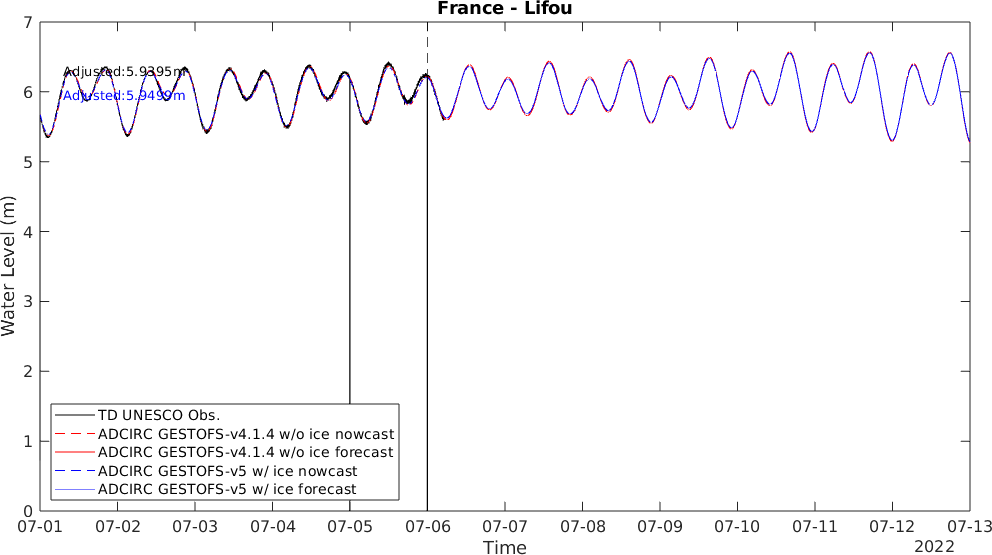 France - Lifou
7
6
5
4
3
2
1
0
Water Level (m)
Adjusted:5.9395m
Adjusted:5.9499m
TD UNESCO Obs.
ADCIRC GESTOFS-v4.1.4 w/o ice nowcast
ADCIRC GESTOFS-v4.1.4 w/o ice forecast
ADCIRC GESTOFS-v5 w/ ice nowcast
ADCIRC GESTOFS-v5 w/ ice forecast
07-01 07-02 07-03 07-04 07-05 07-06 07-07 07-08 07-09 07-10 07-11 07-12 07-13
Time
2022